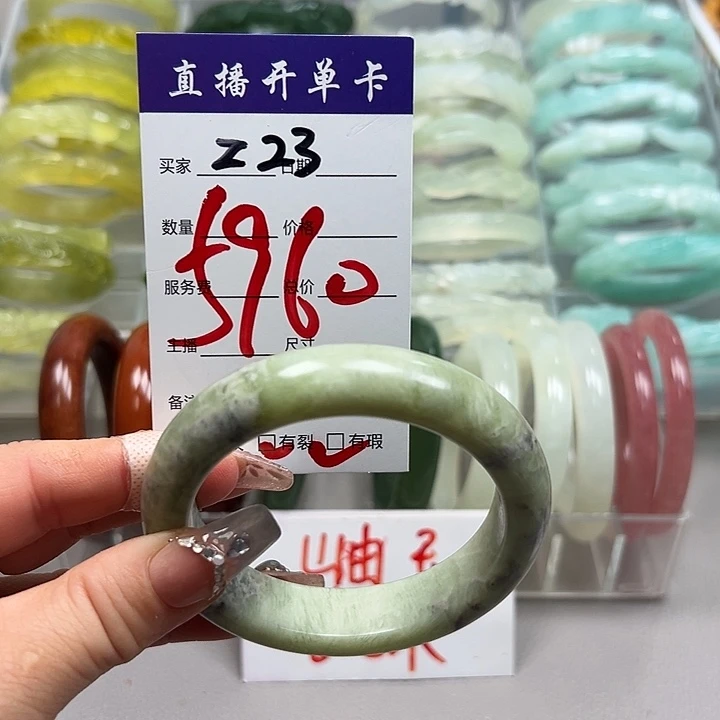 直播开单卡
买家 Z23 日期
数量 价格
5960
服务费 总价
主播 尺寸
备注
□有裂 □有瑕